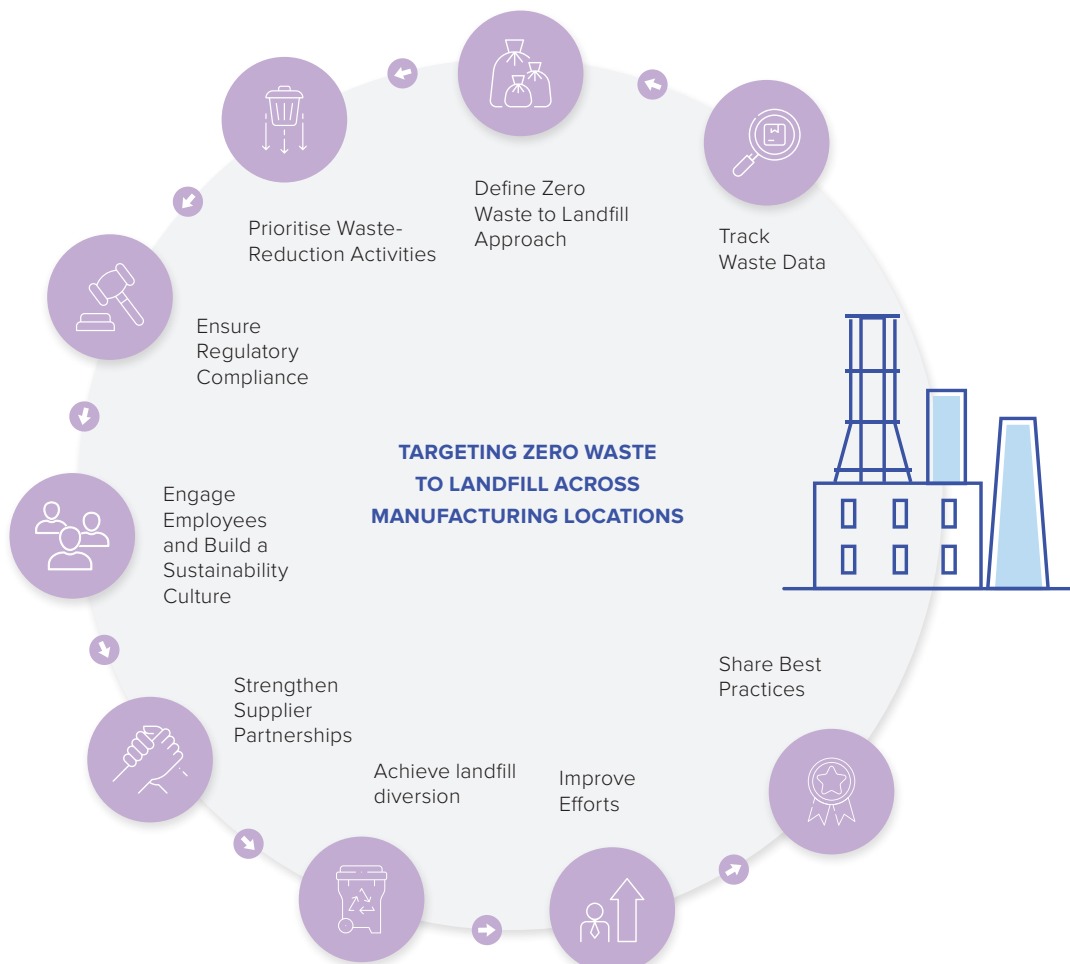 Define Zero
Waste to Landfill
Approach
Prioritise Waste-
Reduction Activities
Track
Waste Data
Ensure
Regulatory
Compliance
TARGETING ZERO WASTE
TO LANDFILL ACROSS
MANUFACTURING LOCATIONS
Engage
Employees
and Build a
Sustainability
Culture
Share Best
Practices
Strengthen
Supplier
Partnerships
Achieve landfill
diversion
Improve
Efforts